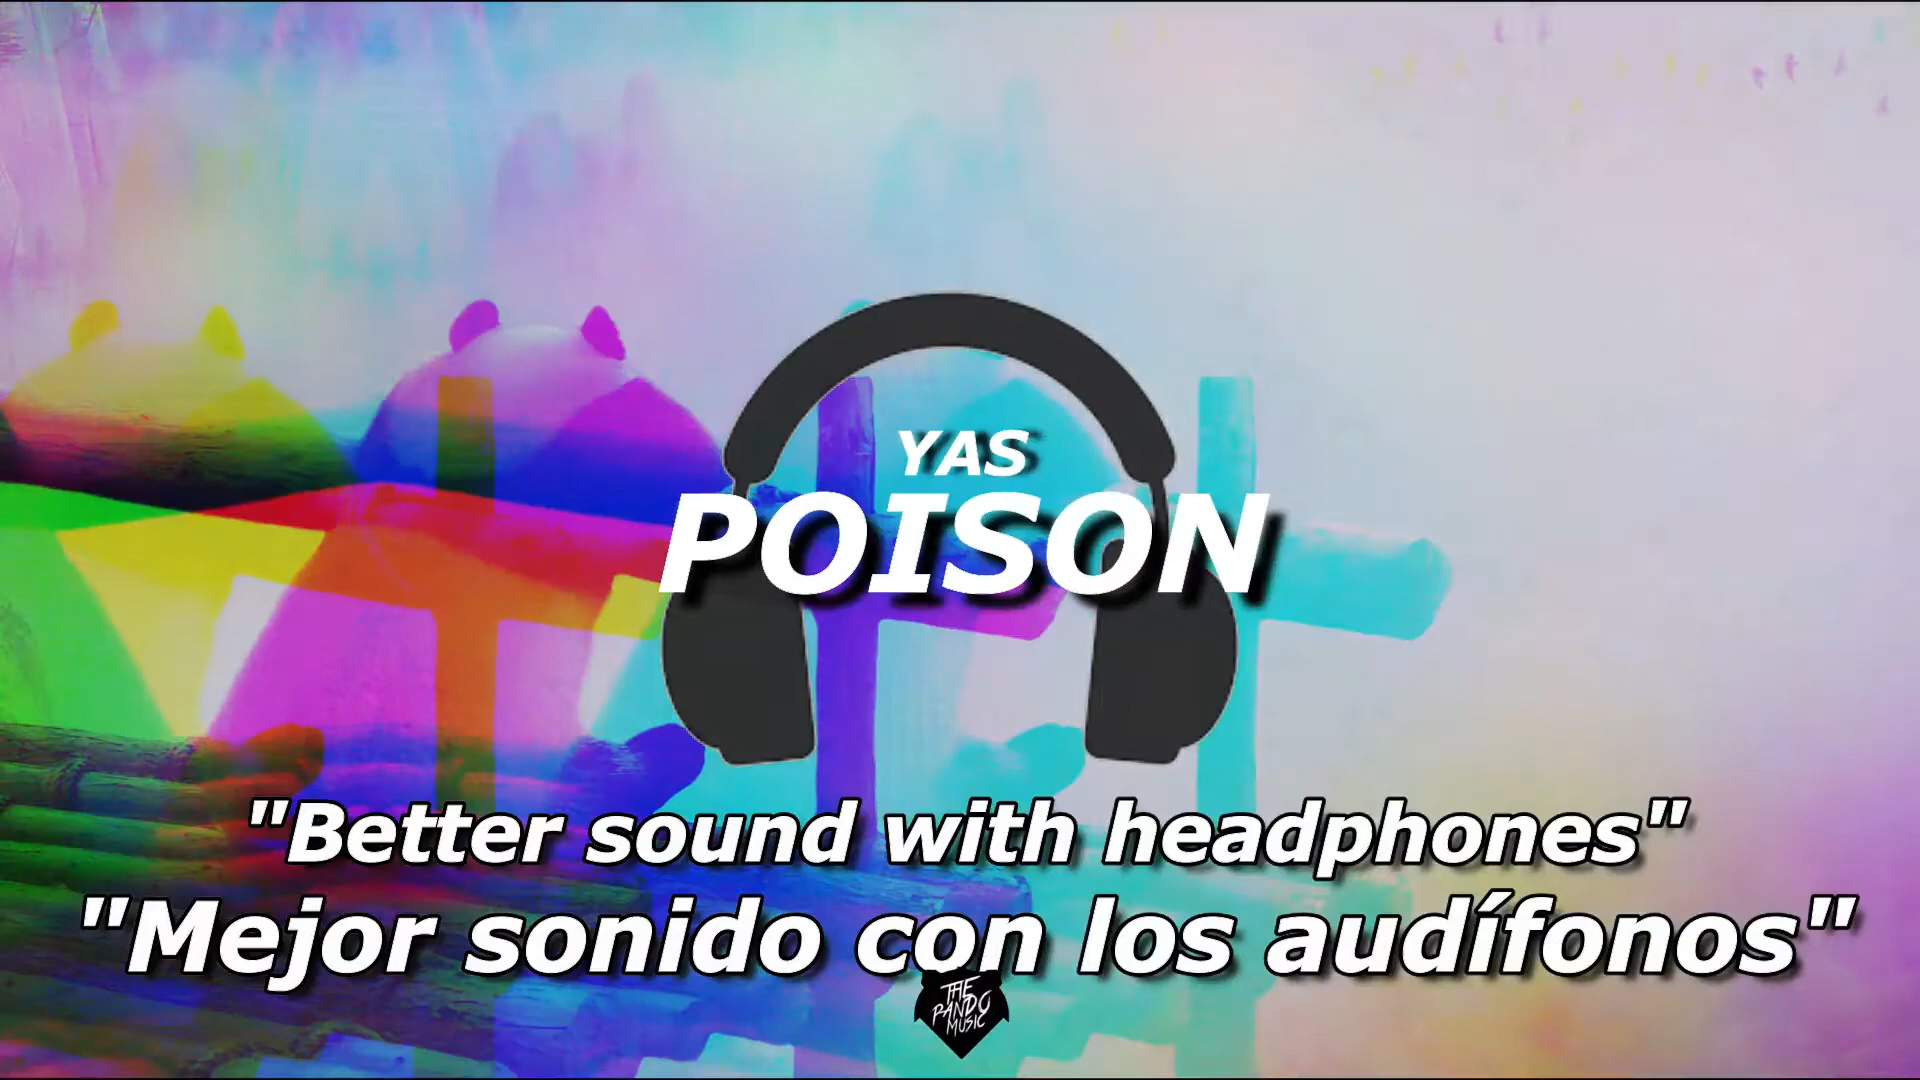 YAS
POISON
"Better sound with headphones"
"Mejor sonido con los audífonos"
THE
PANDO
MUSIC